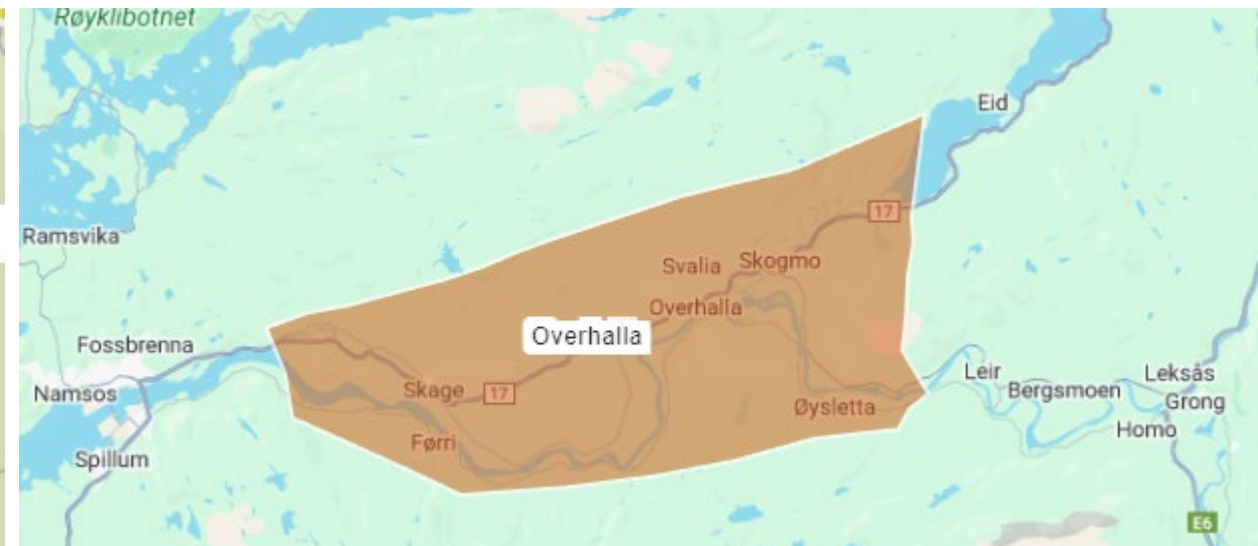 Røyklibotnet
Eid
17
Ramsvika
Svalia
Skogmo
Overhalla
Overhalla
Fossbrenna
Leir
Leksås
Namsos
Skage
17
Bergsmoen
Grong
Øysletta
Homo
Førri
Spillum
E6